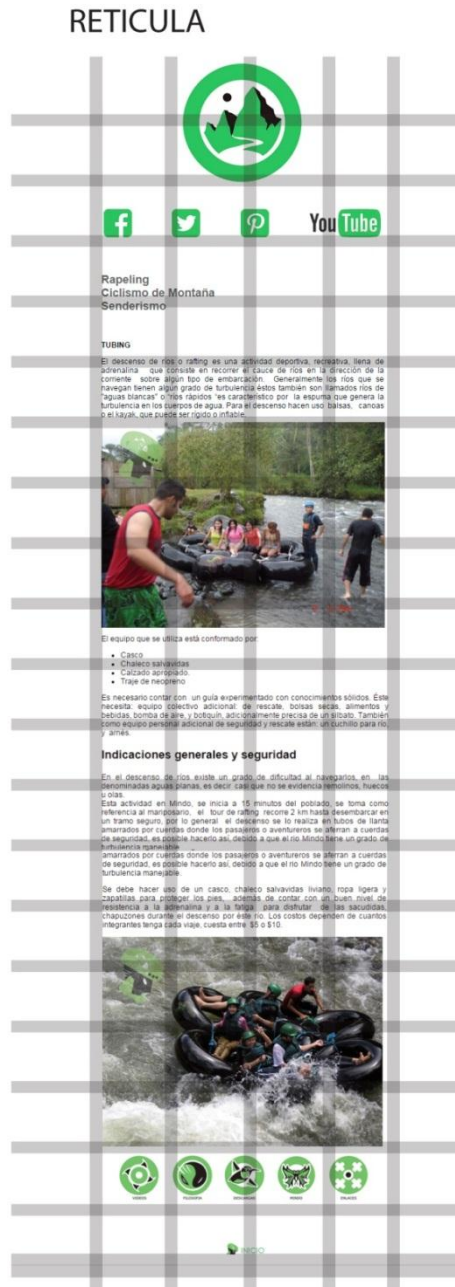 RETICULA
YouTube
Rapeling
Ciclismo de Montaña
Senderismo
TUBING
El descenso de ríos o rafting es una actividad deportiva, recreativa, llena de
adrenalina que consiste en recorrer el cauce de ríos en la dirección de la
corriente sobre algún tipo de embarcación. Generalmente los ríos que se
navegan tienen algún grado de turbulencia éstos también son llamados ríos de
"aguas blancas" o "ríos rápidos "es característico por la espuma que genera la
turbulencia en los cuerpos de agua. Para el descenso hacen uso balsas, canoas
o el kayak, que puede ser rígido o inflable.
El equipo que se utiliza está conformado por:
• Casco
• Chaleco salvavidas
• Calzado apropiado.
• Traje de neopreno
Es necesario contar con un guía experimentado con conocimientos sólidos. Éste
necesita: equipo colectivo adicional: de rescate, bolsas secas, alimentos y
bebidas, bomba de aire, y botiquín, adicionalmente precisa de un silbato. También
como equipo personal adicional de seguridad y rescate están: un cuchillo para río,
y arnés.
Indicaciones generales y seguridad
En el descenso de ríos existe un grado de dificultad al navegarlos, en las
denominadas aguas planas, es decir casi que no se evidencia remolinos, huecos
u olas.
Esta actividad en Mindo, se inicia a 15 minutos del poblado, se toma como
referencia al mariposario, el tour de rafting recorre 2 km hasta desembarcar en
un tramo seguro, por lo general el descenso se lo realiza en tubos de llanta
amarrados por cuerdas donde los pasajeros o aventureros se aferran a cuerdas
de seguridad, es posible hacerlo así, debido a que el río Mindo tiene un grado de
turbulencia manejable
amarrados por cuerdas donde los pasajeros o aventureros se aferran a cuerdas
de seguridad, es posible hacerlo así, debido a que el río Mindo tiene un grado de
turbulencia manejable.
Se debe hacer uso de un casco, chaleco salvavidas liviano, ropa ligera y
zapatillas para proteger los pies, además de contar con un buen nivel de
resistencia a la adrenalina y a la fatiga para disfrutar de las sacudidas,
chapuzones durante el descenso por éste río. Los costos dependen de cuantos
integrantes tenga cada viaje, cuesta entre $5 o $10.
INICIO